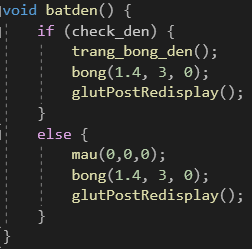 void batden() {
    if (check_den) {
        trang_bong_den();
        bong(1.4, 3, 0);
        glutPostRedisplay();
    }
    else {
        mau(0,0,0);
        bong(1.4, 3, 0);
        glutPostRedisplay();
    }
}